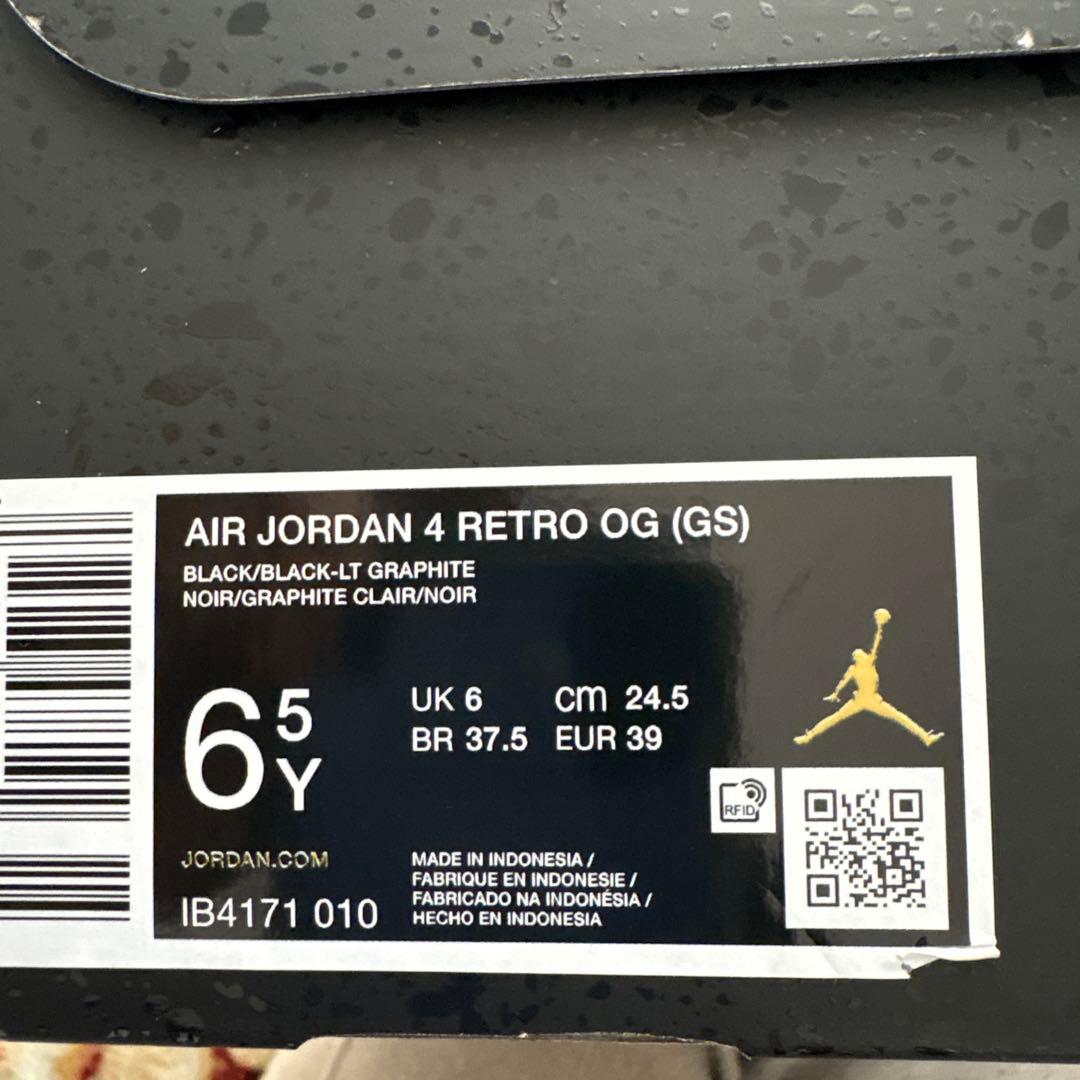 AIR JORDAN 4 RETRO OG (GS)
BLACK/BLACK-LT GRAPHITE
NOIR/GRAPHITE CLAIR/NOIR
6 5 Y
UK 6 cm 24.5
BR 37.5 EUR 39
RFID
JORDAN.COM
IB4171 010
MADE IN INDONESIA /
FABRIQUE EN INDONESIE /
FABRICADO NA INDONÉSIA /
HECHO EN INDONESIA